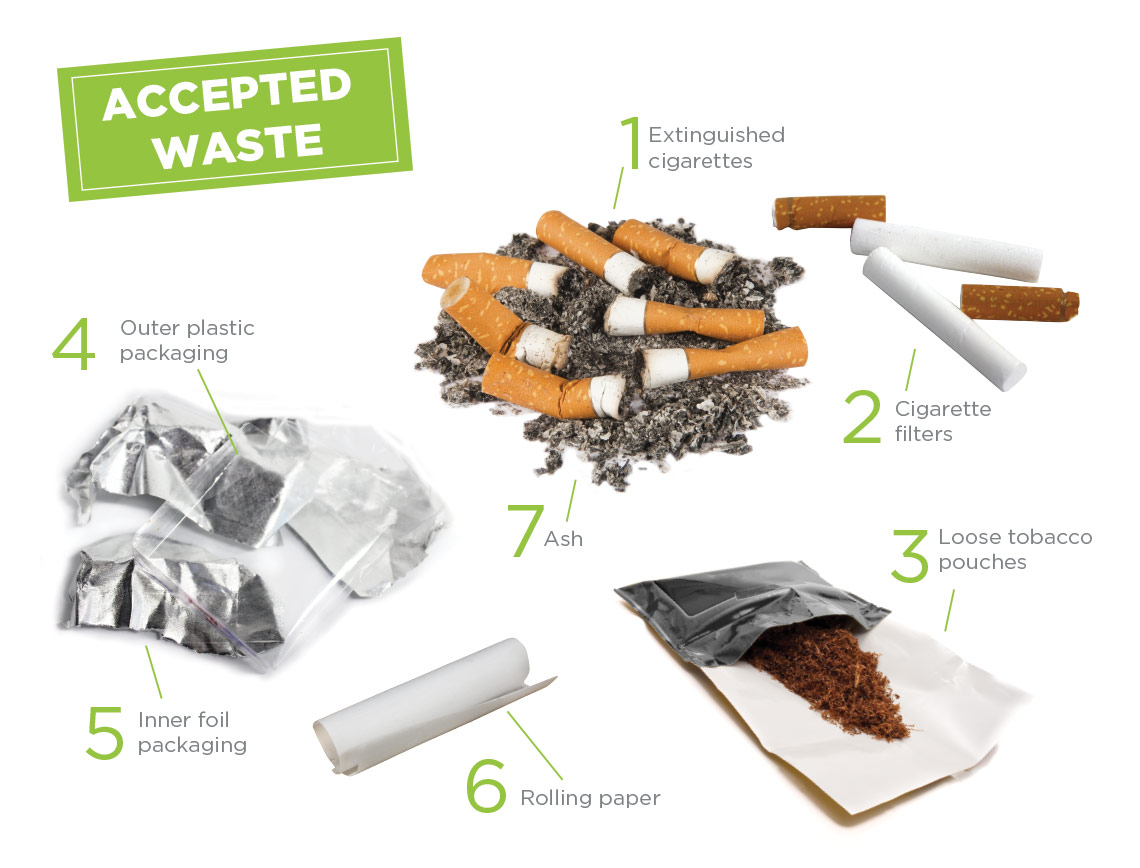 ACCEPTED
WASTE
1 Extinguished
cigarettes
2 Cigarette
filters
3 Loose tobacco
pouches
4 Outer plastic
packaging
5 Inner foil
packaging
6 Rolling paper
7 Ash